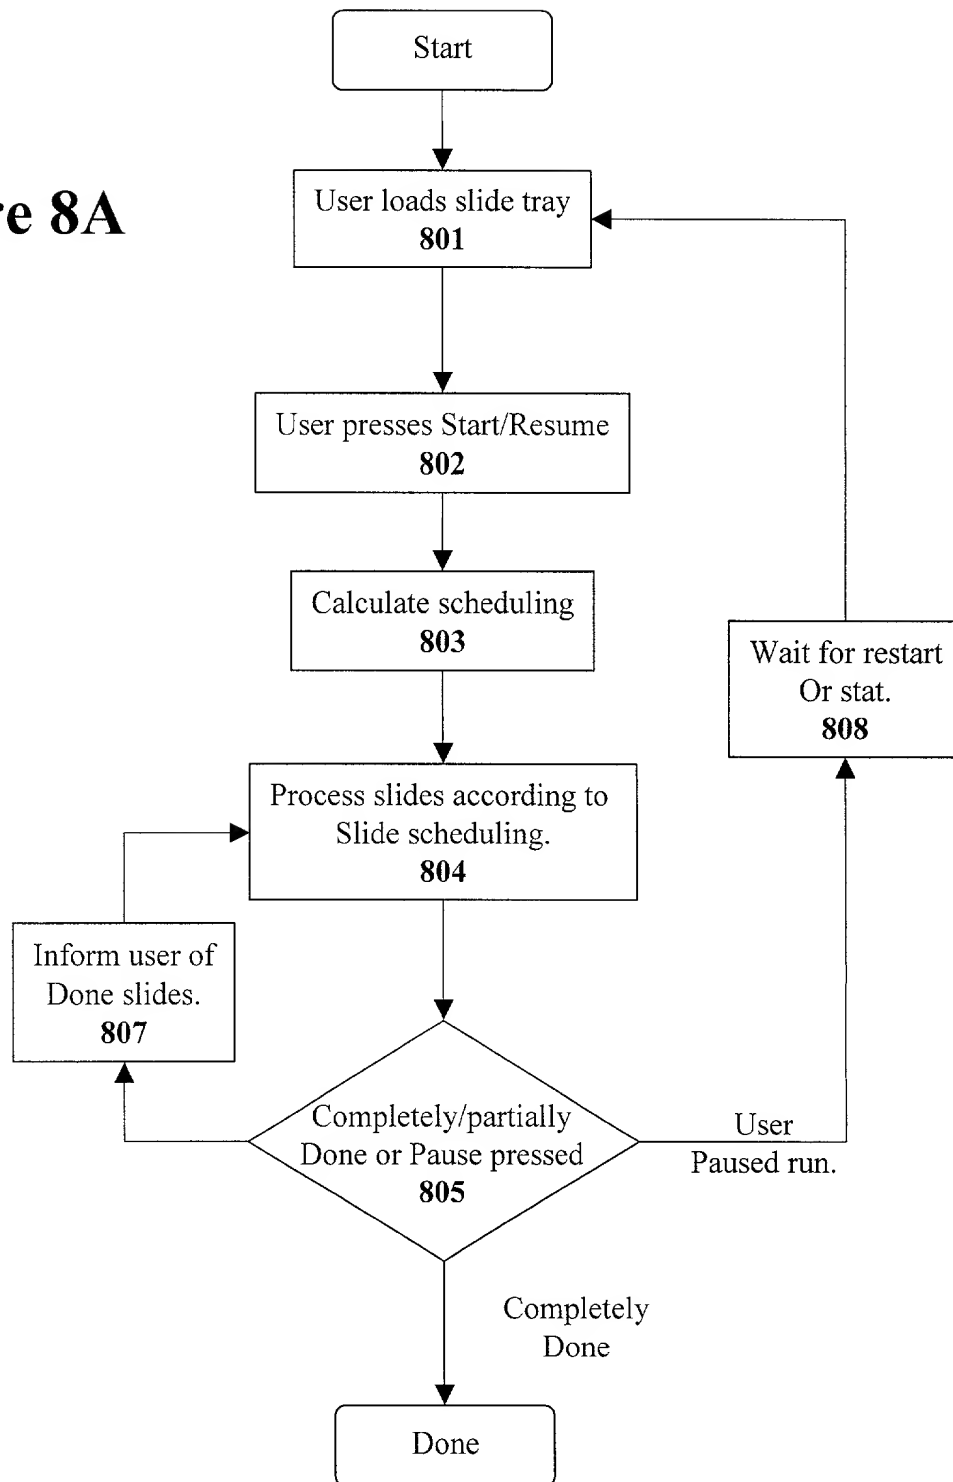 Start
re 8A
User loads slide tray
801
User presses Start/Resume
802
Calculate scheduling
803
Wait for restart
Or stat.
808
Process slides according to
Slide scheduling.
804
Inform user of
Done slides.
807
Completely/partially
Done or Pause pressed
805
User
Paused run.
Completely
Done
Done